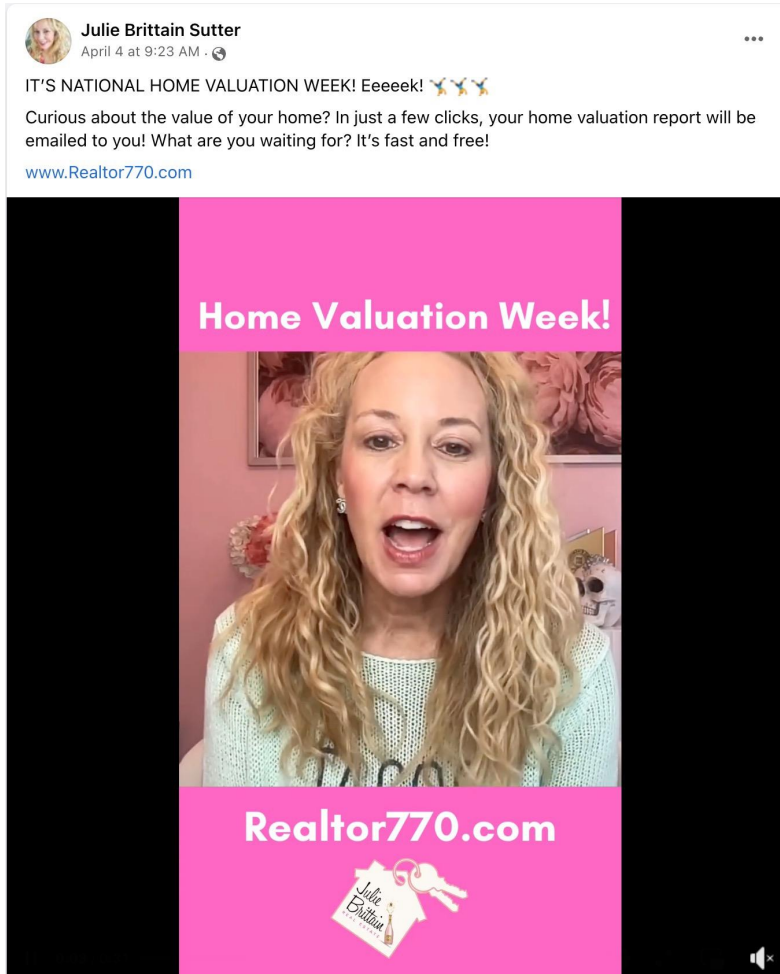 Julie Brittain Sutter
April 4 at 9:23 AM ·
IT'S NATIONAL HOME VALUATION WEEK! Eeeeek! 🤸🤸🤸
Curious about the value of your home? In just a few clicks, your home valuation report will be
emailed to you! What are you waiting for? It's fast and free!
www.Realtor770.com
Home Valuation Week!
Realtor770.com
Julie
Brittain
REAL ESTATE